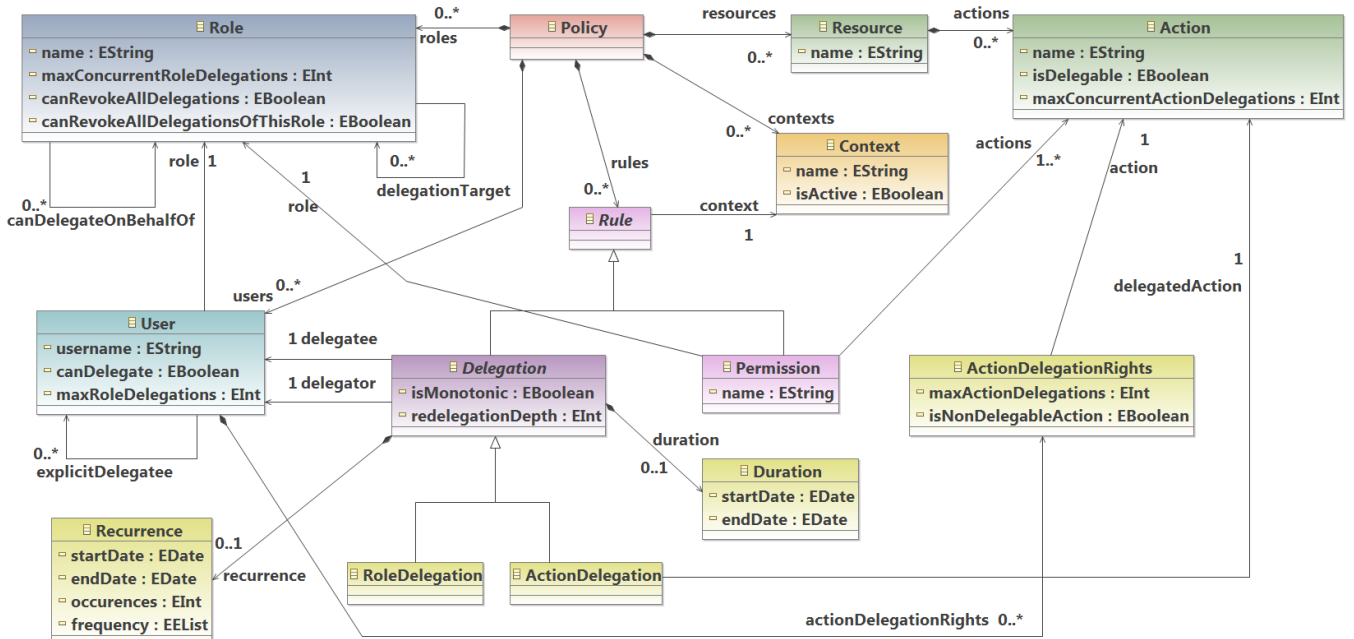 Role
name : EString
maxConcurrentRoleDelegations : EInt
canRevokeAllDelegations : EBoolean
canRevokeAllDelegationsOfThisRole : EBoolean
0..*
roles
Policy
resources
0..*
Resource
name : EString
actions
0..*
Action
name : EString
isDelegable : EBoolean
maxConcurrentActionDelegations : EInt
contexts
0..*
Context
name : EString
isActive : EBoolean
rules
0..*
Rule
context
1
role 1
1
role
0..*
delegationTarget
0..*
canDelegateOnBehalfOf
actions
1..*
1
action
1
delegatedAction
0..*
users
User
username : EString
canDelegate : EBoolean
maxRoleDelegations : EInt
1 delegatee
1 delegator
Delegation
isMonotonic : EBoolean
redelegationDepth : EInt
Permission
name : EString
ActionDelegationRights
maxActionDelegations : EInt
isNonDelegableAction : EBoolean
0..*
explicitDelegatee
duration
0..1
Duration
startDate : EDate
endDate : EDate
Recurrence
startDate : EDate
endDate : EDate
occurences : EInt
frequency : EEList
0..1
recurrence
RoleDelegation
ActionDelegation
actionDelegationRights 0..*